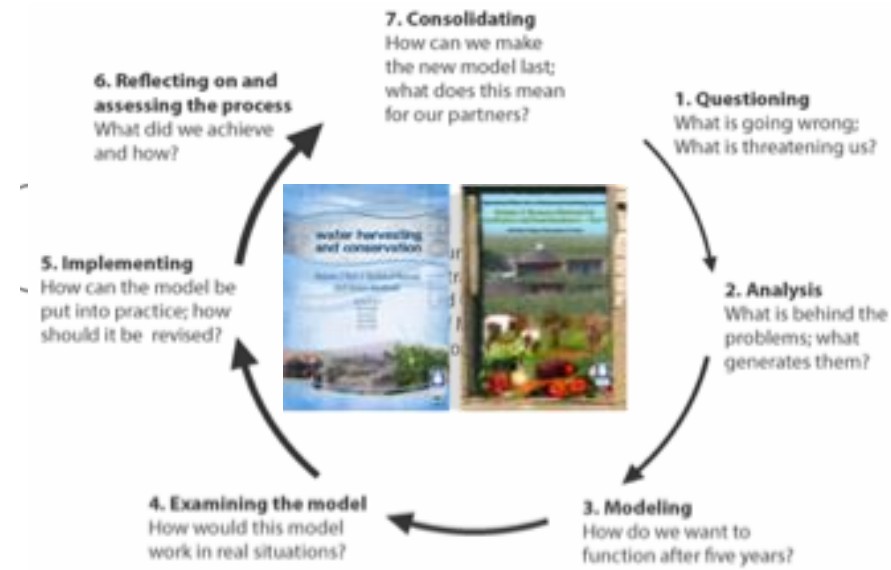 7. Consolidating
How can we make
the new model last;
what does this mean
for our partners?
1. Questioning
What is going wrong;
What is threatening us?
2. Analysis
What is behind the
problems; what
generates them?
3. Modeling
How do we want to
function after five years?
4. Examining the model
How would this model
work in real situations?
5. Implementing
How can the model be
put into practice; how
should it be revised?
6. Reflecting on and
assessing the process
What did we achieve
and how?
water harvesting
and conservation